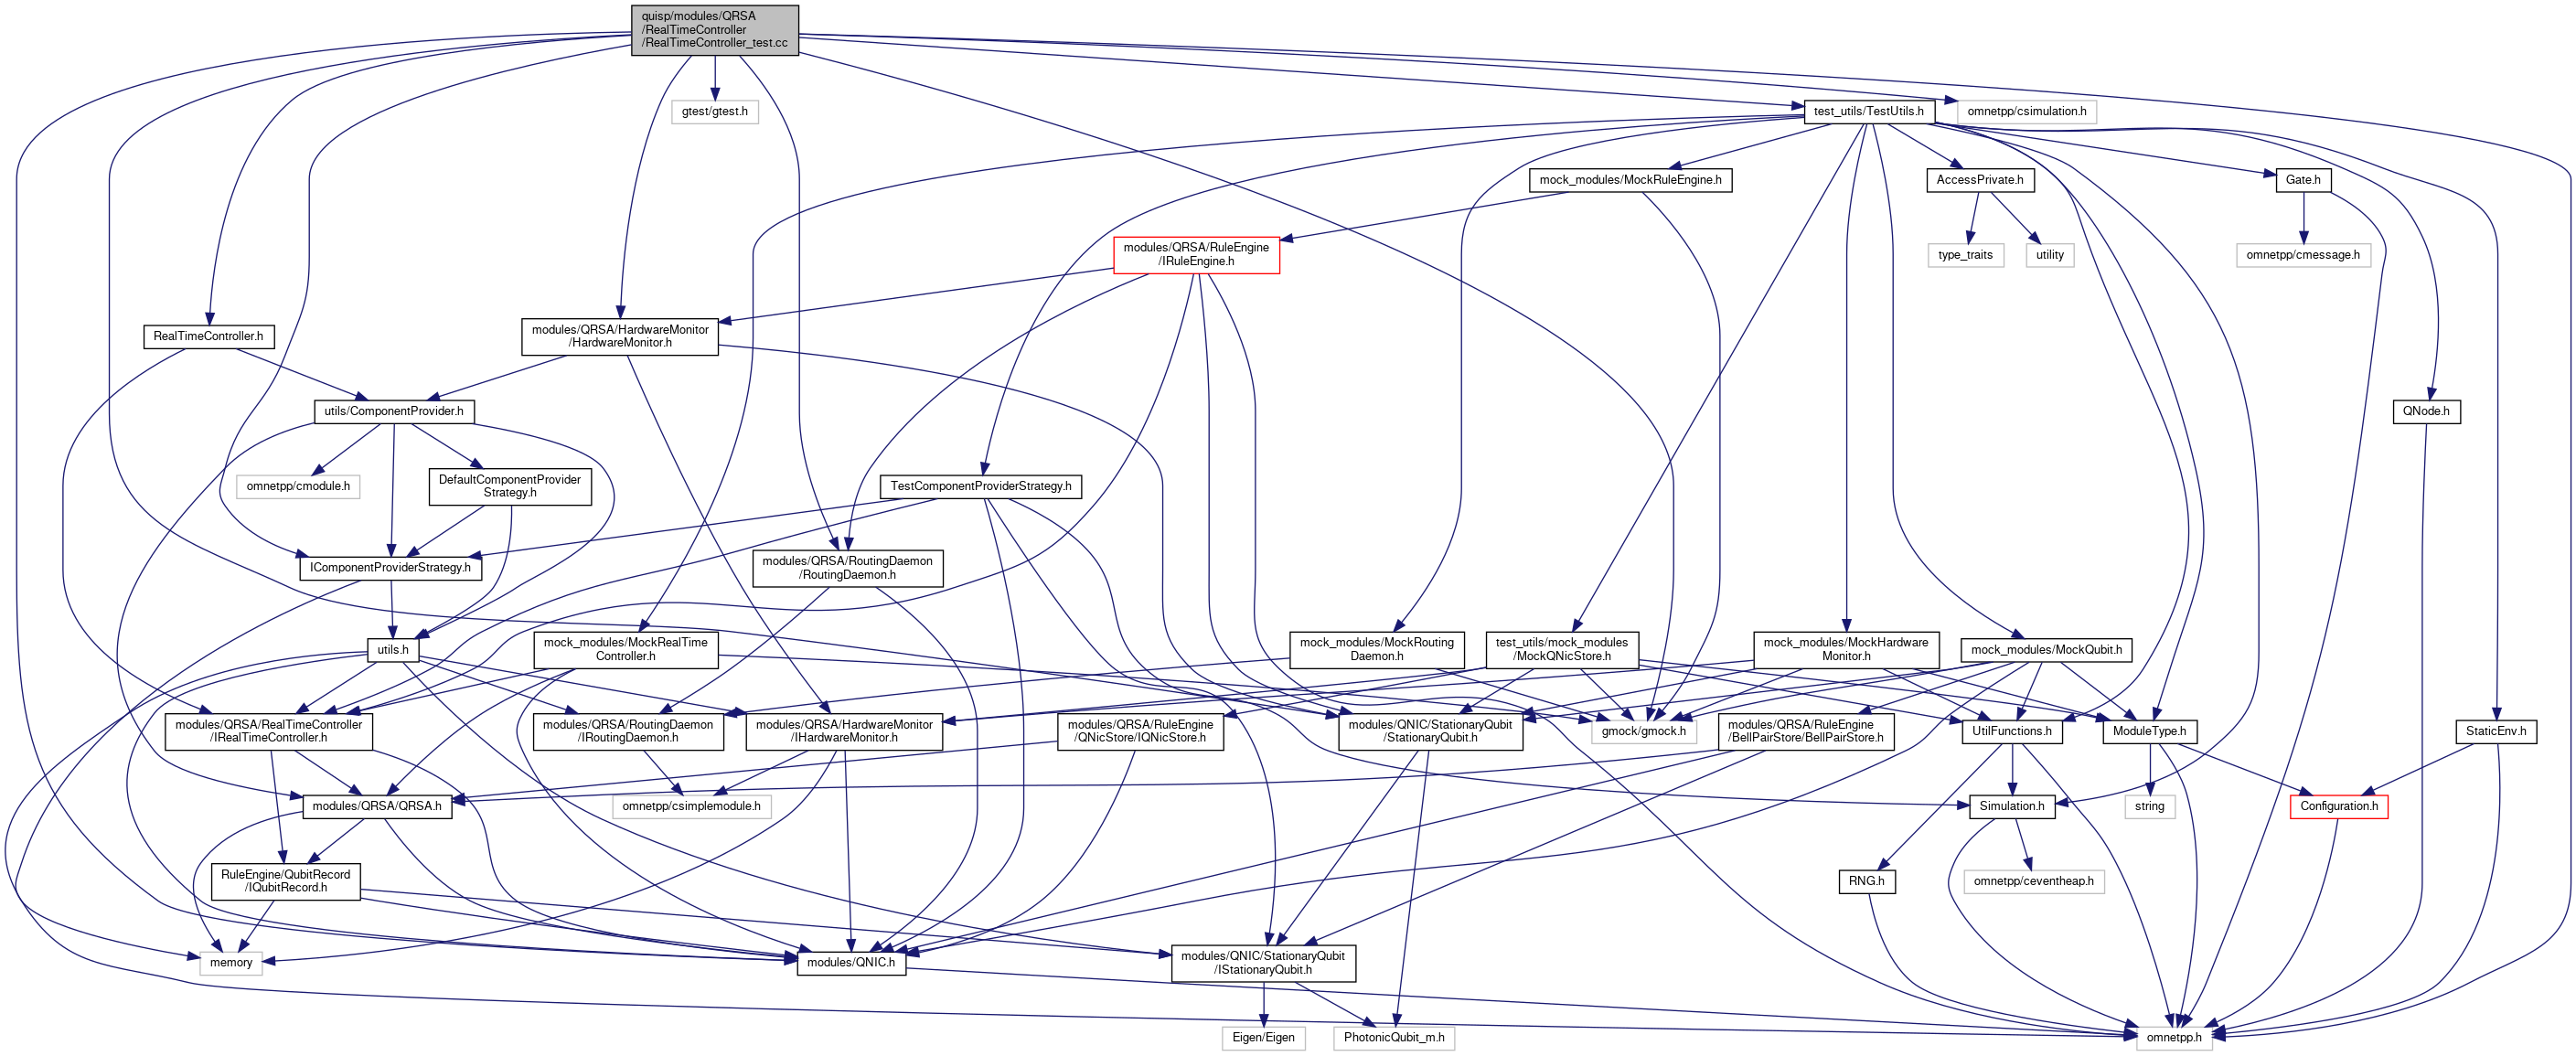 quisp/modules/QRSA
/RealTimeController
/RealTimeController_test.cc
gtest/gtest.h
test_utils/TestUtils.h
omnetpp/csimulation.h
mock_modules/MockRuleEngine.h
AccessPrivate.h
Gate.h
modules/QRSA/RuleEngine
/IRuleEngine.h
type_traits
utility
omnetpp/cmessage.h
RealTimeController.h
modules/QRSA/HardwareMonitor
/HardwareMonitor.h
utils/ComponentProvider.h
QNode.h
omnetpp/cmodule.h
DefaultComponentProvider
Strategy.h
TestComponentProviderStrategy.h
IComponentProviderStrategy.h
modules/QRSA/RoutingDaemon
/RoutingDaemon.h
utils.h
mock_modules/MockRealTime
Controller.h
mock_modules/MockRouting
Daemon.h
test_utils/mock_modules
/MockQNicStore.h
mock_modules/MockHardware
Monitor.h
mock_modules/MockQubit.h
modules/QRSA/RealTimeController
/IRealTimeController.h
modules/QRSA/RoutingDaemon
/IRoutingDaemon.h
modules/QRSA/HardwareMonitor
/IHardwareMonitor.h
modules/QRSA/RuleEngine
/QNicStore/IQNicStore.h
modules/QNIC/StationaryQubit
/StationaryQubit.h
gmock/gmock.h
modules/QRSA/RuleEngine
/BellPairStore/BellPairStore.h
UtilFunctions.h
ModuleType.h
StaticEnv.h
modules/QRSA/QRSA.h
omnetpp/csimplemodule.h
Simulation.h
string
Configuration.h
RuleEngine/QubitRecord
/IQubitRecord.h
RNG.h
omnetpp/ceventheap.h
memory
modules/QNIC.h
modules/QNIC/StationaryQubit
/IStationaryQubit.h
Eigen/Eigen
PhotonicQubit_m.h
omnetpp.h